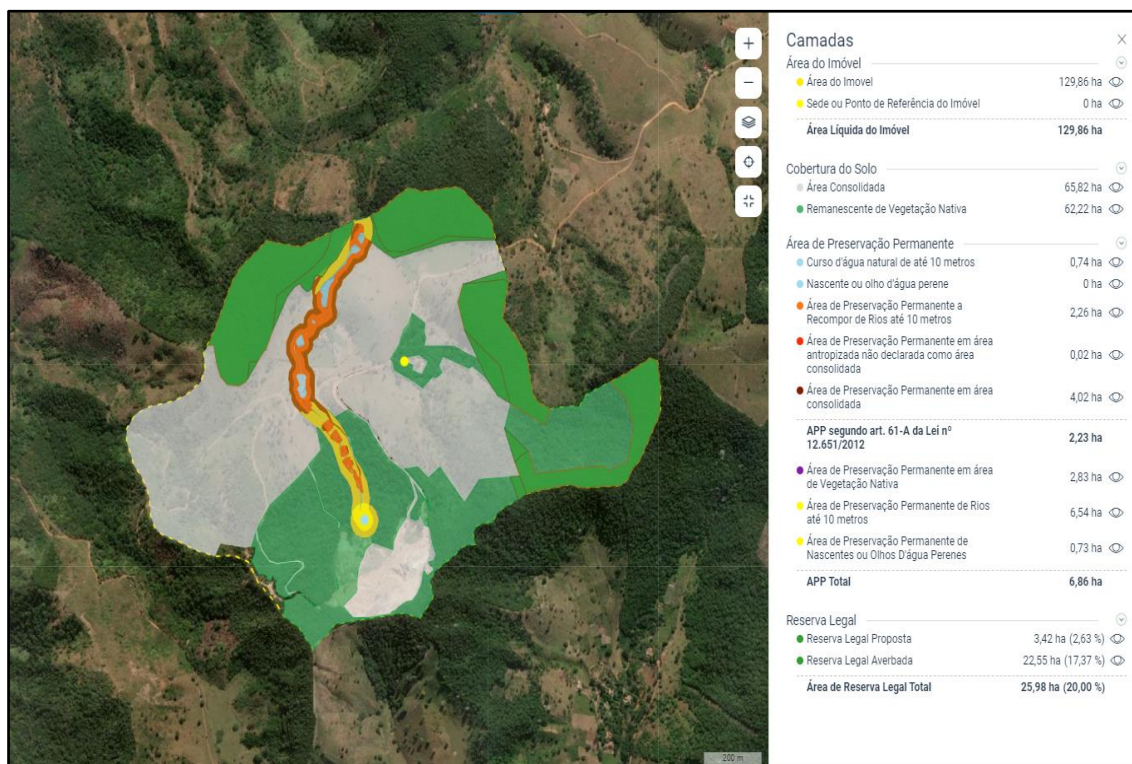 Camadas
Área do Imóvel
Área do Imovel 129,86 ha
Sede ou Ponto de Referência do Imóvel 0 ha
Área Líquida do Imóvel 129,86 ha
Cobertura do Solo
Área Consolidada 65,82 ha
Remanescente de Vegetação Nativa 62,22 ha
Área de Preservação Permanente
Curso d'água natural de até 10 metros 0,74 ha
Nascente ou olho d'água perene 0 ha
Área de Preservação Permanente a
Recompor de Rios até 10 metros 2,26 ha
Área de Preservação Permanente em área
antropizada não declarada como área 0,02 ha
consolidada
Área de Preservação Permanente em área
consolidada 4,02 ha
APP segundo art. 61-A da Lei nº
12.651/2012 2,23 ha
Área de Preservação Permanente em área
de Vegetação Nativa 2,83 ha
Área de Preservação Permanente de Rios
até 10 metros 6,54 ha
Área de Preservação Permanente de
Nascentes ou Olhos D'água Perenes 0,73 ha
APP Total 6,86 ha
Reserva Legal
Reserva Legal Proposta 3,42 ha (2,63 %)
Reserva Legal Averbada 22,55 ha (17,37 %)
Área de Reserva Legal Total 25,98 ha (20,00 %)
200 m